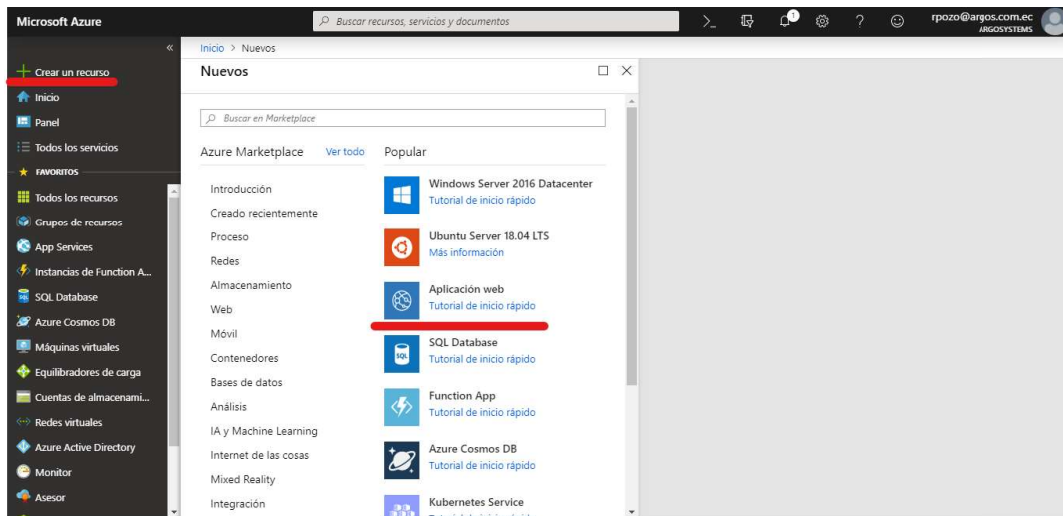 Microsoft Azure
Buscar recursos, servicios y documentos
>_
1
?
rpozo@argos.com.ec
ARGOSYSTEMS
«
Crear un recurso
Inicio
Panel
Todos los servicios
FAVORITOS
Todos los recursos
Grupos de recursos
App Services
Instancias de Function A...
SQL Database
Azure Cosmos DB
Máquinas virtuales
Equilibradores de carga
Cuentas de almacenami...
Redes virtuales
Azure Active Directory
Monitor
Asesor
Inicio > Nuevos
Nuevos
Buscar en Marketplace
Azure Marketplace Ver todo
Introducción
Creado recientemente
Proceso
Redes
Almacenamiento
Web
Móvil
Contenedores
Bases de datos
Análisis
IA y Machine Learning
Internet de las cosas
Mixed Reality
Integración
Popular
Windows Server 2016 Datacenter
Tutorial de inicio rápido
Ubuntu Server 18.04 LTS
Más información
Aplicación web
Tutorial de inicio rápido
SQL
SQL Database
Tutorial de inicio rápido
Function App
Tutorial de inicio rápido
Azure Cosmos DB
Tutorial de inicio rápido
Kubernetes Service